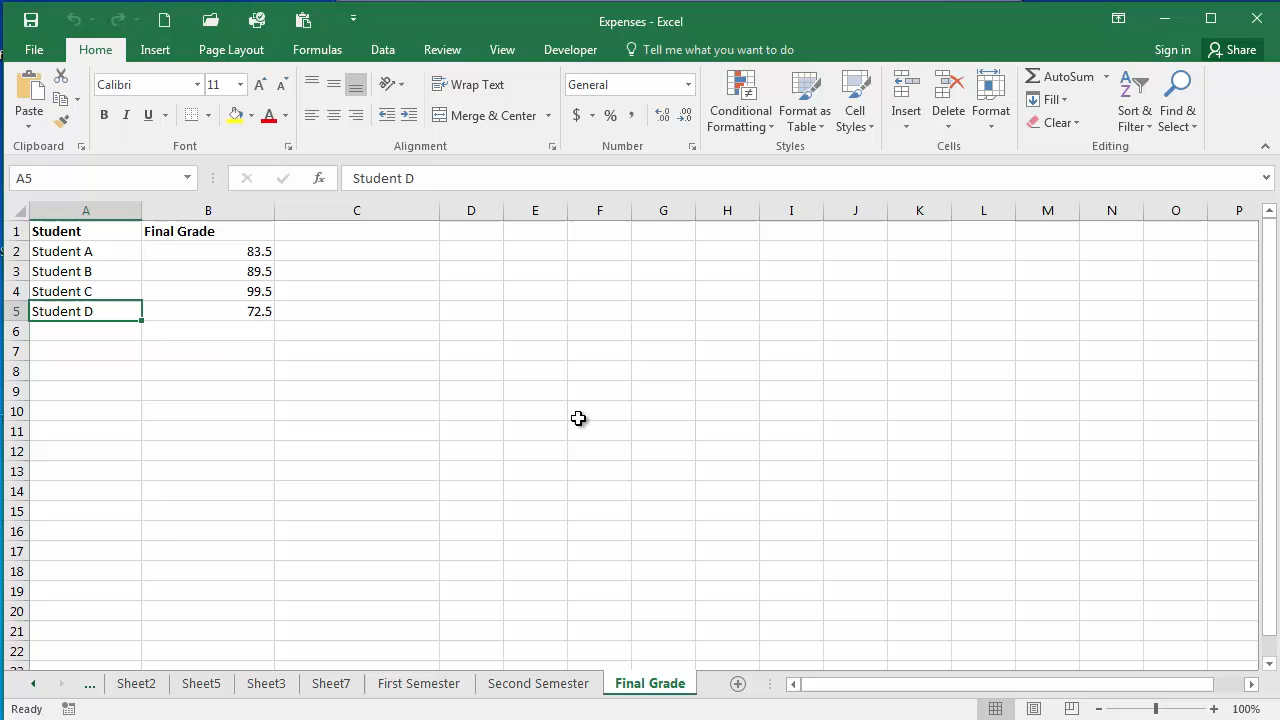 Expenses - Excel
File Home Insert Page Layout Formulas Data Review View Developer Tell me what you want to do Sign in Share
Paste Calibri 11 Wrap Text General Conditional Formatting Format as Table Cell Styles Insert Delete Format AutoSum Fill Clear Sort & Filter Find & Select
B I U A Merge & Center $ % ,
Clipboard Font Alignment Number Styles Cells Editing
A5 fx Student D
A B C D E F G H I J K L M N O P
1 Student Final Grade
2 Student A 83.5
3 Student B 89.5
4 Student C 99.5
5 Student D 72.5
6
7
8
9
10
11
12
13
14
15
16
17
18
19
20
21
22
23
... Sheet2 Sheet5 Sheet3 Sheet7 First Semester Second Semester Final Grade
Ready 100%